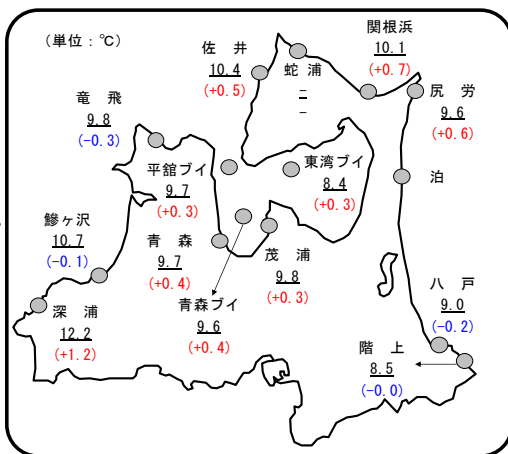 （単位：℃）
関根浜
10.1
(+0.7)
佐 井
10.4
(+0.5)
蛇 浦
－
－
尻 労
9.6
(+0.6)
竜 飛
9.8
(-0.3)
平舘ブイ
9.7
(+0.3)
東湾ブイ
8.4
(+0.3)
泊
鰺ヶ沢
10.7
(-0.1)
青 森
9.7
(+0.4)
茂 浦
9.8
(+0.3)
青森ブイ
9.6
(+0.4)
深 浦
12.2
(+1.2)
八 戸
9.0
(-0.2)
階 上
8.5
(-0.0)